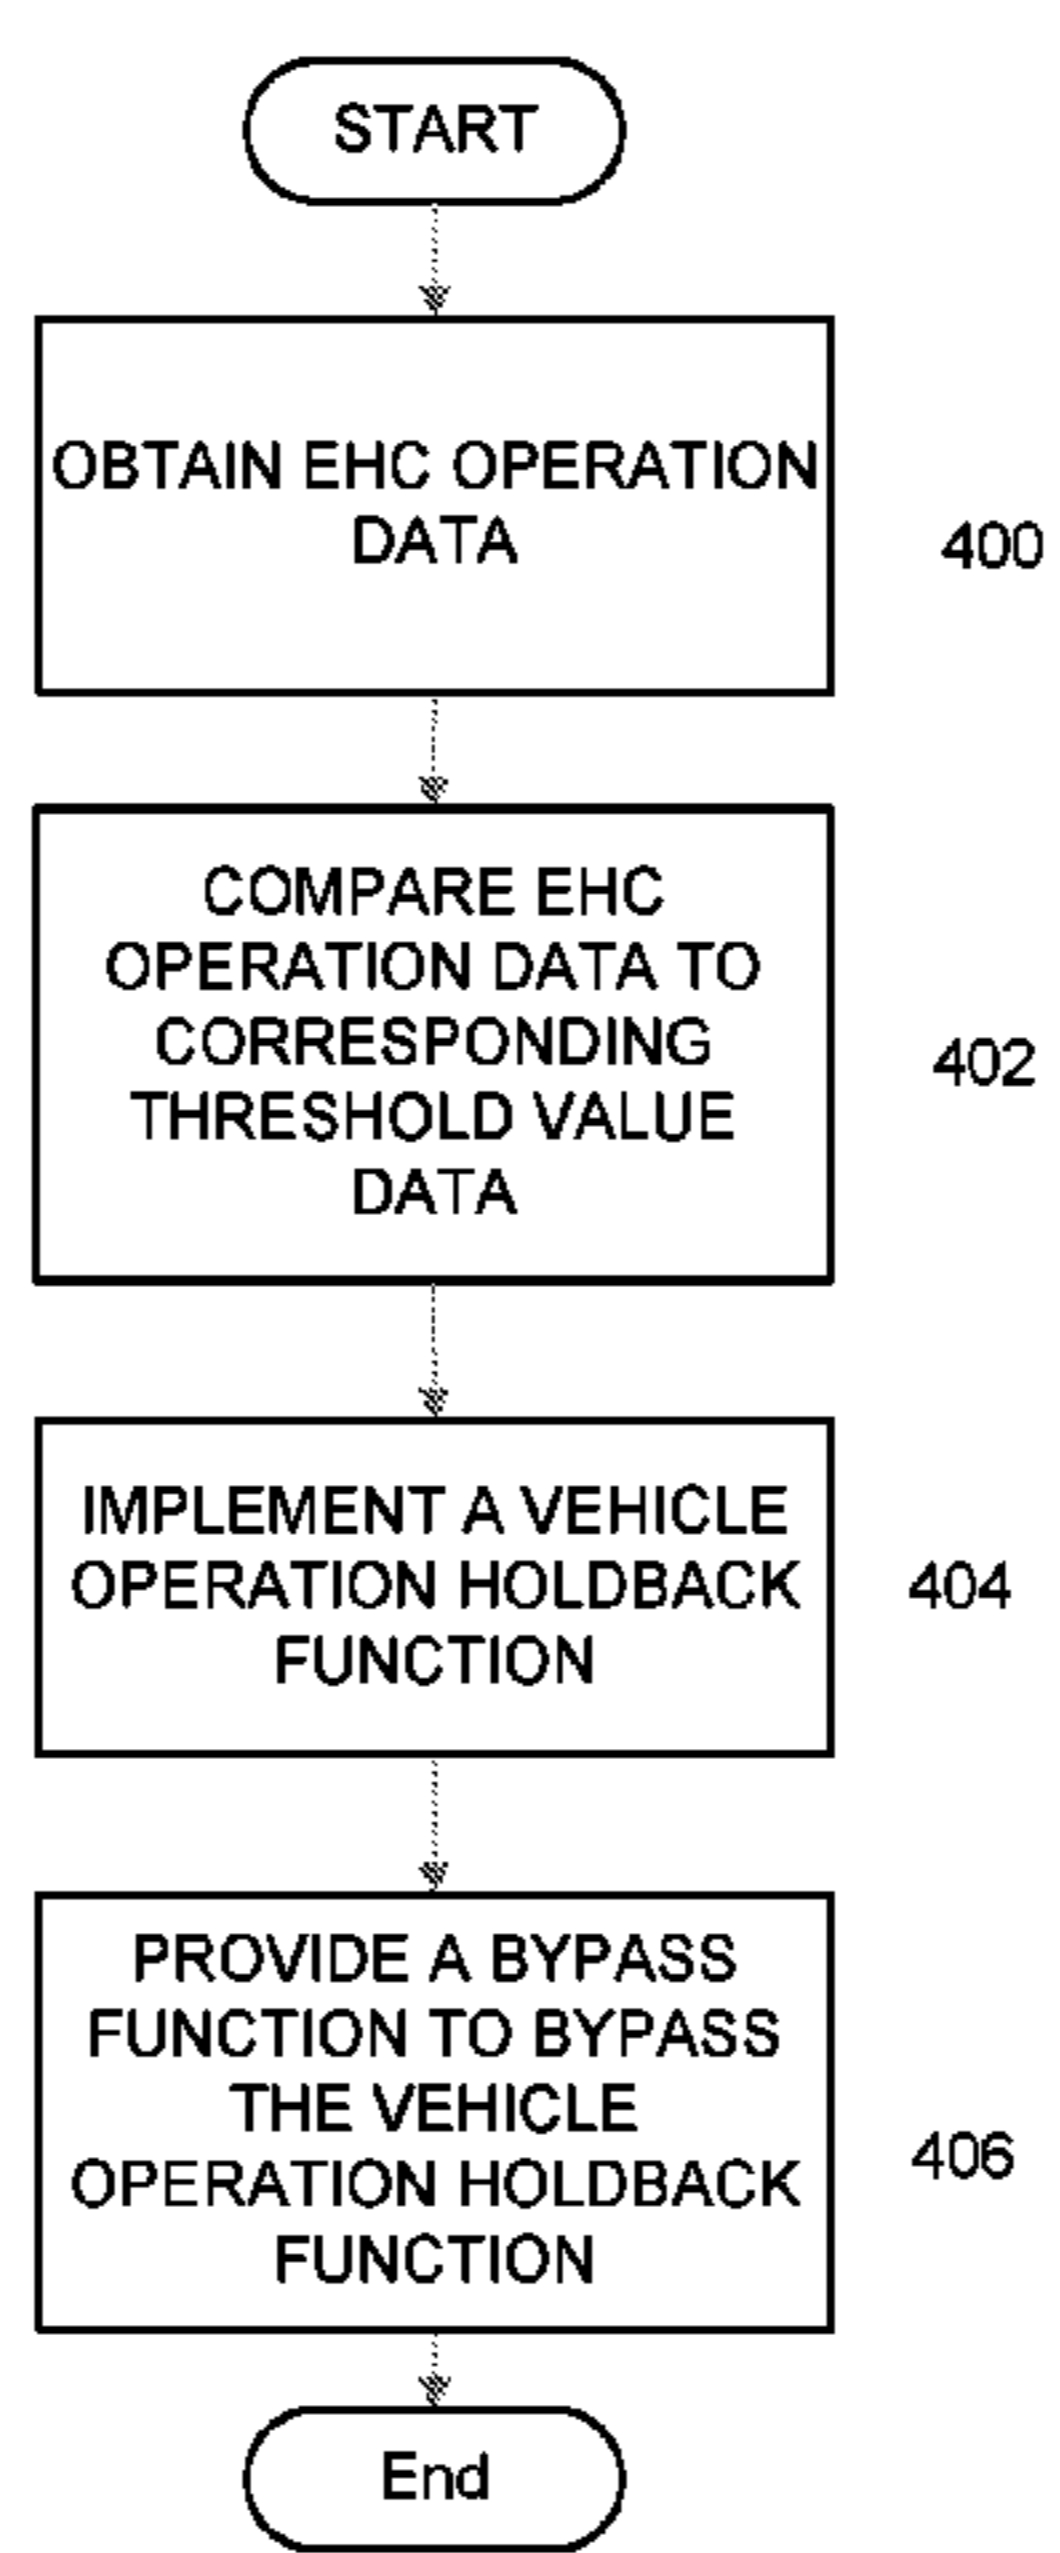 START
OBTAIN EHC OPERATION
DATA
400
COMPARE EHC
OPERATION DATA TO
CORRESPONDING
THRESHOLD VALUE
DATA
402
IMPLEMENT A VEHICLE
OPERATION HOLDBACK
FUNCTION
404
PROVIDE A BYPASS
FUNCTION TO BYPASS
THE VEHICLE
OPERATION HOLDBACK
FUNCTION
406
End